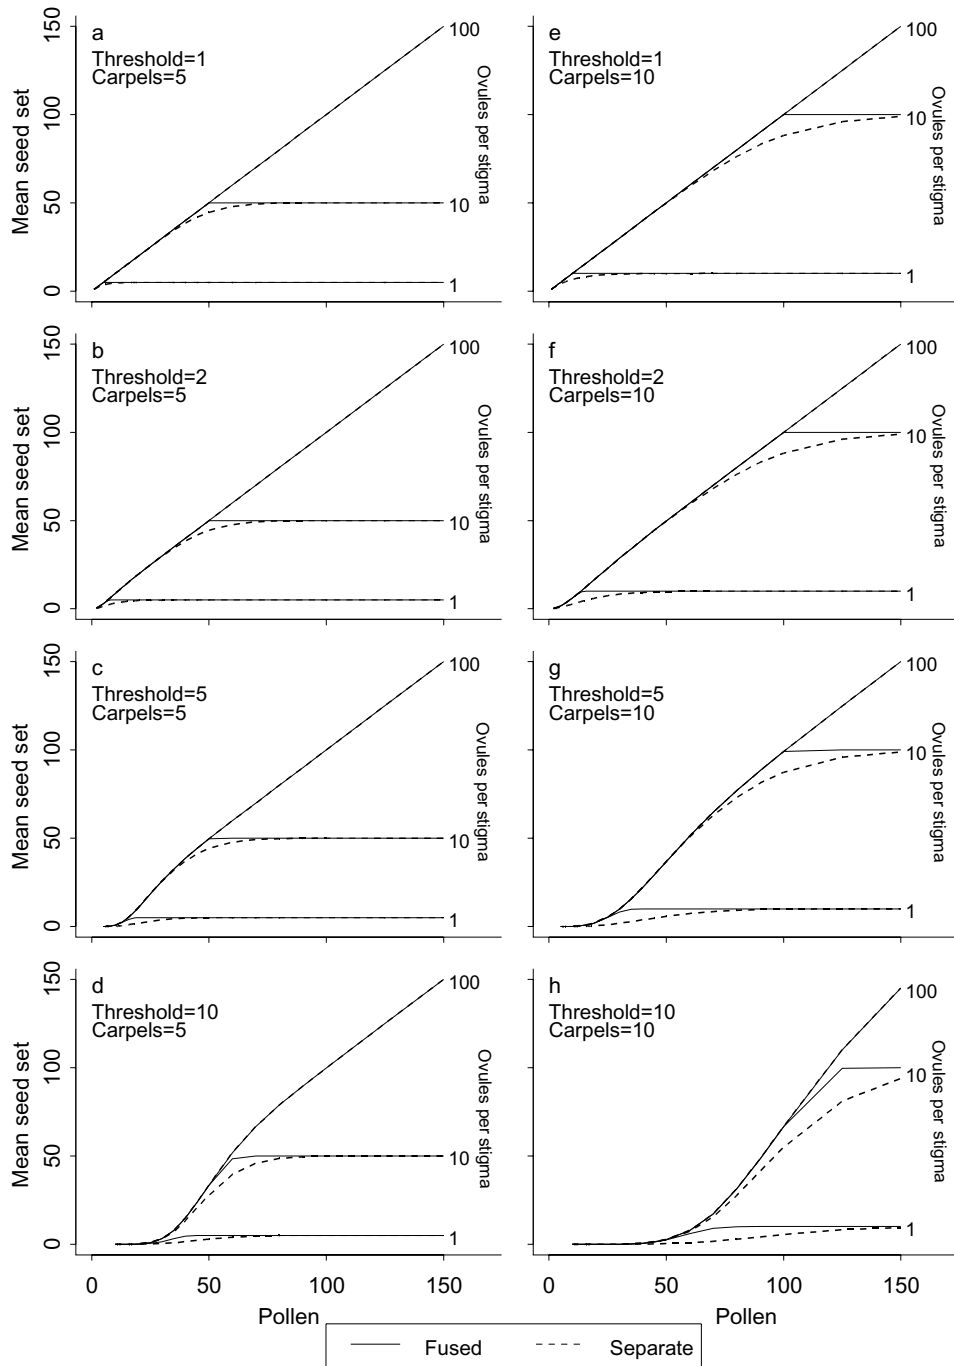 a
Threshold=1
Carpels=5
Mean seed set
0
50
100
150
100
10
1
Ovules per stigma
e
Threshold=1
Carpels=10
100
10
1
Ovules per stigma
b
Threshold=2
Carpels=5
Mean seed set
0
50
100
150
100
10
1
Ovules per stigma
f
Threshold=2
Carpels=10
100
10
1
Ovules per stigma
c
Threshold=5
Carpels=5
Mean seed set
0
50
100
150
100
10
1
Ovules per stigma
g
Threshold=5
Carpels=10
100
10
1
Ovules per stigma
d
Threshold=10
Carpels=5
Mean seed set
0
50
100
150
100
10
1
Ovules per stigma
h
Threshold=10
Carpels=10
100
10
1
Ovules per stigma
0 50 100 150
Pollen
0 50 100 150
Pollen
Fused Separate